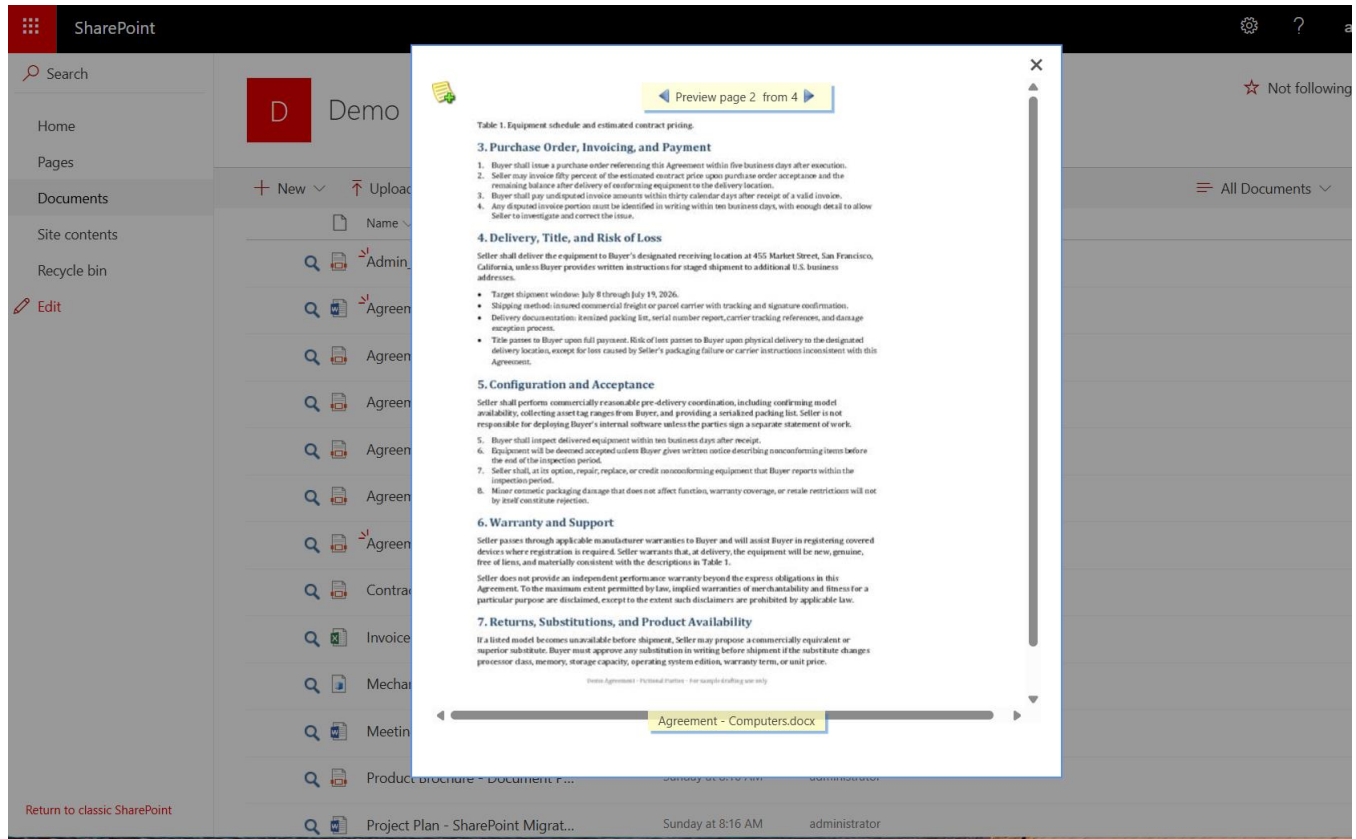 SharePoint
?
a
Search
Home
Pages
Documents
Site contents
Recycle bin
Edit
Return to classic SharePoint
D
Demo
Not following
New
Upload
All Documents
Name
Admin_
Agreem
Agreem
Agreem
Agreem
Agreem
Agreem
Contrac
Invoice
Mechan
Meetin
Product Brochure - Document P...
Sunday at 8:16 AM
administrator
Project Plan - SharePoint Migrat...
Sunday at 8:16 AM
administrator
Preview page 2 from 4
Table 1. Equipment schedule and estimated contract pricing.
3. Purchase Order, Invoicing, and Payment
1. Buyer shall issue a purchase order referencing this Agreement within five business days after execution.
2. Seller may invoice fifty percent of the estimated contract price upon purchase order acceptance and the
remaining balance after delivery of conforming equipment to the delivery location.
3. Buyer shall pay undisputed invoice amounts within thirty calendar days after receipt of a valid invoice.
4. Any disputed invoice portion must be identified in writing within ten business days, with enough detail to allow
Seller to investigate and correct the issue.
4. Delivery, Title, and Risk of Loss
Seller shall deliver the equipment to Buyer's designated receiving location at 455 Market Street, San Francisco,
California, unless Buyer provides written instructions for staged shipment to additional U.S. business
addresses.
• Target shipment window: July 8 through July 19, 2026.
• Shipping method: insured commercial freight or parcel carrier with tracking and signature confirmation.
• Delivery documentation: itemized packing list, serial number report, carrier tracking references, and damage
exception process.
• Title passes to Buyer upon full payment. Risk of loss passes to Buyer upon physical delivery to the designated
delivery location, except for loss caused by Seller's packaging failure or carrier instructions inconsistent with this
Agreement.
5. Configuration and Acceptance
Seller shall perform commercially reasonable pre-delivery coordination, including confirming model
availability, collecting asset tag ranges from Buyer, and providing a serialized packing list. Seller is not
responsible for deploying Buyer's internal software unless the parties sign a separate statement of work.
5. Buyer shall inspect delivered equipment within ten business days after receipt.
6. Equipment will be deemed accepted unless Buyer gives written notice describing nonconforming items before
the end of the inspection period.
7. Seller shall, at its option, repair, replace, or credit nonconforming equipment that Buyer reports within the
inspection period.
8. Minor cosmetic packaging damage that does not affect function, warranty coverage, or resale restrictions will not
by itself constitute rejection.
6. Warranty and Support
Seller passes through applicable manufacturer warranties to Buyer and will assist Buyer in registering covered
devices where registration is required. Seller warrants that, at delivery, the equipment will be new, genuine,
free of liens, and materially consistent with the descriptions in Table 1.
Seller does not provide an independent performance warranty beyond the express obligations in this
Agreement. To the maximum extent permitted by law, implied warranties of merchantability and fitness for a
particular purpose are disclaimed, except to the extent such disclaimers are prohibited by applicable law.
7. Returns, Substitutions, and Product Availability
If a listed model becomes unavailable before shipment, Seller may propose a commercially equivalent or
superior substitute. Buyer must approve any substitution in writing before shipment if the substitute changes
processor class, memory, storage capacity, operating system edition, warranty term, or unit price.
Demo Agreement - Fictional Parties - For sample drafting use only
Agreement - Computers.docx